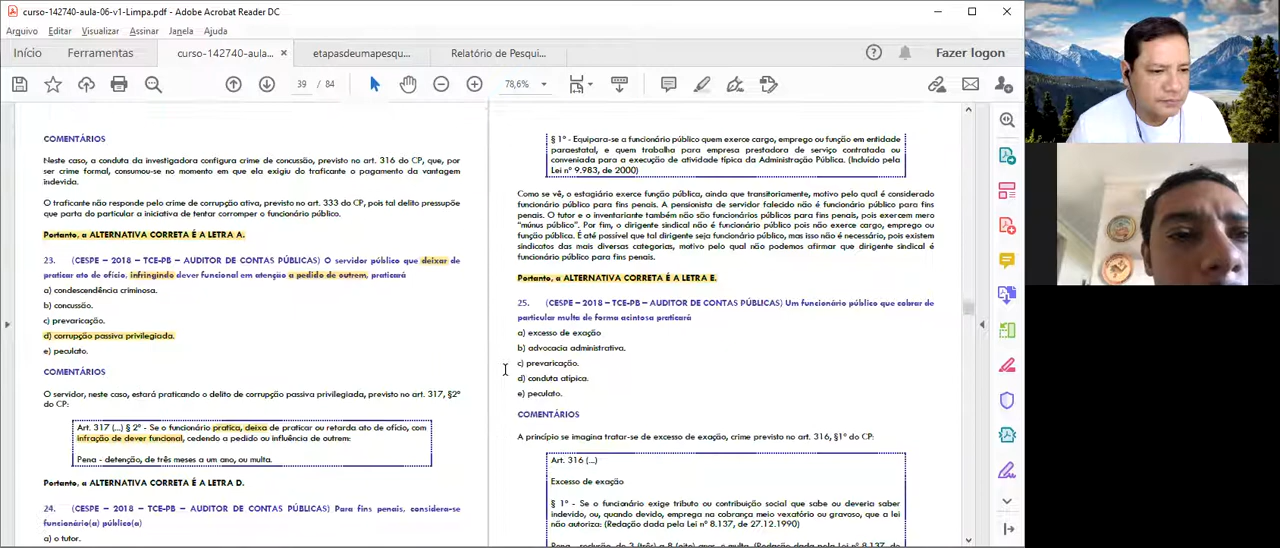 curso-142740-aula-06-v1-Limpa.pdf - Adobe Acrobat Reader DC
Arquivo Editar Visualizar Assinar Janela Ajuda
Início Ferramentas curso-142740-aula... × etapasdeumapesqu... Relatório de Pesqui... Fazer logon
39 / 84 78,6%
COMENTÁRIOS
Neste caso, a conduta da investigadora configura crime de concussão, previsto no art. 316 do CP, que, por
ser crime formal, consumou-se no momento em que ela exigiu do traficante o pagamento da vantagem
indevida.
O traficante não responde pelo crime de corrupção ativa, previsto no art. 333 do CP, pois tal delito pressupõe
que parta do particular a iniciativa de tentar corromper o funcionário público.
Portanto, a ALTERNATIVA CORRETA É A LETRA A.
23. (CESPE – 2018 – TCE-PB – AUDITOR DE CONTAS PÚBLICAS) O servidor público que deixar de
praticar ato de ofício, infringindo dever funcional em atenção a pedido de outrem, praticará
a) condescendência criminosa.
b) concussão.
c) prevaricação.
d) corrupção passiva privilegiada.
e) peculato.
COMENTÁRIOS
O servidor, neste caso, estará praticando o delito de corrupção passiva privilegiada, previsto no art. 317, §2º
do CP:
Art. 317 (...) § 2º - Se o funcionário pratica, deixa de praticar ou retarda ato de ofício, com
infração de dever funcional, cedendo a pedido ou influência de outrem:
Pena - detenção, de três meses a um ano, ou multa.
Portanto, a ALTERNATIVA CORRETA É A LETRA D.
24. (CESPE – 2018 – TCE-PB – AUDITOR DE CONTAS PÚBLICAS) Para fins penais, considera-se
funcionário(a) público(a)
a) o tutor.
§ 1º - Equipara-se a funcionário público quem exerce cargo, emprego ou função em entidade
paraestatal, e quem trabalha para empresa prestadora de serviço contratada ou
conveniada para a execução de atividade típica da Administração Pública. (Incluído pela
Lei nº 9.983, de 2000)
Como se vê, o estagiário exerce função pública, ainda que transitoriamente, motivo pelo qual é considerado
funcionário público para fins penais. A pensionista de servidor falecido não é funcionário público para fins
penais. O tutor e o inventariante também não são funcionários públicos para fins penais, pois exercem mero
“múnus público”. Por fim, o dirigente sindical não é funcionário público pois não exerce cargo, emprego ou
função pública. É até possível que tal dirigente seja funcionário público, mas isso não é necessário, pois existem
sindicatos das mais diversas categorias, motivo pelo qual não podemos afirmar que dirigente sindical é
funcionário público para fins penais.
Portanto, a ALTERNATIVA CORRETA É A LETRA E.
25. (CESPE – 2018 – TCE-PB – AUDITOR DE CONTAS PÚBLICAS) Um funcionário público que cobrar de
particular multa de forma acintosa praticará
a) excesso de exação
b) advocacia administrativa.
c) prevaricação.
d) conduta atípica.
e) peculato.
COMENTÁRIOS
A princípio se imagina tratar-se de excesso de exação, crime previsto no art. 316, §1º do CP:
Art. 316 (...)
Excesso de exação
§ 1º - Se o funcionário exige tributo ou contribuição social que sabe ou deveria saber
indevido, ou, quando devido, emprega na cobrança meio vexatório ou gravoso, que a lei
não autoriza: (Redação dada pela Lei nº 8.137, de 27.12.1990)
Pena - reclusão, de 3 (três) a 8 (oito) anos, e multa. (Redação dada pela Lei nº 8.137, de